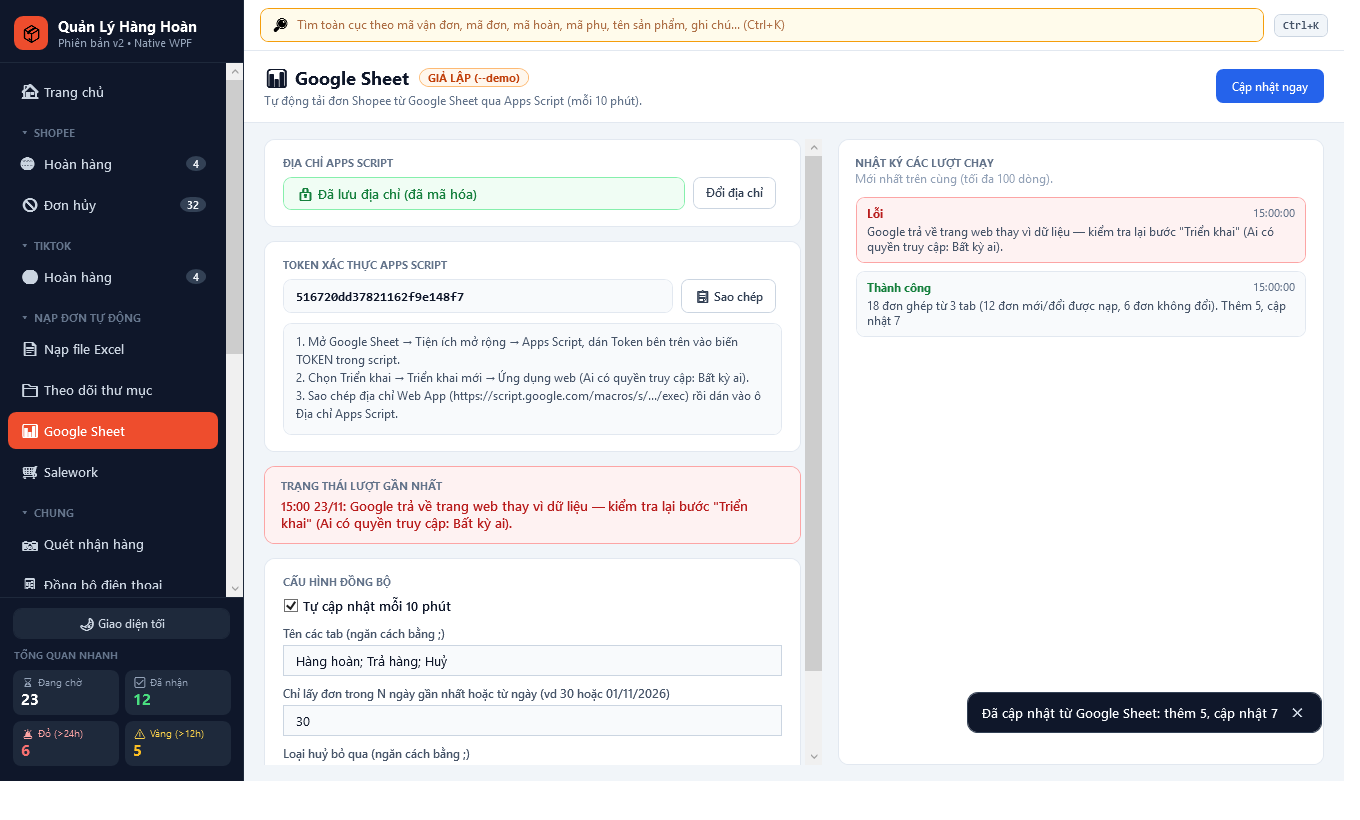 Quản Lý Hàng Hoàn
Phiên bản v2 • Native WPF
Trang chủ
SHOPEE
Hoàn hàng 4
Đơn hủy 32
TIKTOK
Hoàn hàng 4
NẠP ĐƠN TỰ ĐỘNG
Nạp file Excel
Theo dõi thư mục
Google Sheet
Salework
CHUNG
Quét nhận hàng
Đồng bộ điện thoại
Giao diện tối
TỔNG QUAN NHANH
Đang chờ
23
Đã nhận
12
Đỏ (>24h)
6
Vàng (>12h)
5
Tìm toàn cục theo mã vận đơn, mã đơn, mã hoàn, mã phụ, tên sản phẩm, ghi chú... (Ctrl+K)
Ctrl+K
Google Sheet GIẢ LẬP (--demo)
Tự động tải đơn Shopee từ Google Sheet qua Apps Script (mỗi 10 phút).
Cập nhật ngay
ĐỊA CHỈ APPS SCRIPT
Đã lưu địa chỉ (đã mã hóa)
Đổi địa chỉ
TOKEN XÁC THỰC APPS SCRIPT
516720dd37821162f9e148f7
Sao chép
1. Mở Google Sheet → Tiện ích mở rộng → Apps Script, dán Token bên trên vào biến
TOKEN trong script.
2. Chọn Triển khai → Triển khai mới → Ứng dụng web (Ai có quyền truy cập: Bất kỳ ai).
3. Sao chép địa chỉ Web App (https://script.google.com/macros/s/.../exec) rồi dán vào ô
Địa chỉ Apps Script.
TRẠNG THÁI LƯỢT GẦN NHẤT
15:00 23/11: Google trả về trang web thay vì dữ liệu — kiểm tra lại bước "Triển
khai" (Ai có quyền truy cập: Bất kỳ ai).
CẤU HÌNH ĐỒNG BỘ
Tự cập nhật mỗi 10 phút
Tên các tab (ngăn cách bằng ;)
Hàng hoàn; Trả hàng; Huỷ
Chỉ lấy đơn trong N ngày gần nhất hoặc từ ngày (vd 30 hoặc 01/11/2026)
30
Loại huỷ bỏ qua (ngăn cách bằng ;)
NHẬT KÝ CÁC LƯỢT CHẠY
Mới nhất trên cùng (tối đa 100 dòng).
Lỗi 15:00:00
Google trả về trang web thay vì dữ liệu — kiểm tra lại bước "Triển khai" (Ai có
quyền truy cập: Bất kỳ ai).
Thành công 15:00:00
18 đơn ghép từ 3 tab (12 đơn mới/đổi được nạp, 6 đơn không đổi). Thêm 5, cập
nhật 7
Đã cập nhật từ Google Sheet: thêm 5, cập nhật 7